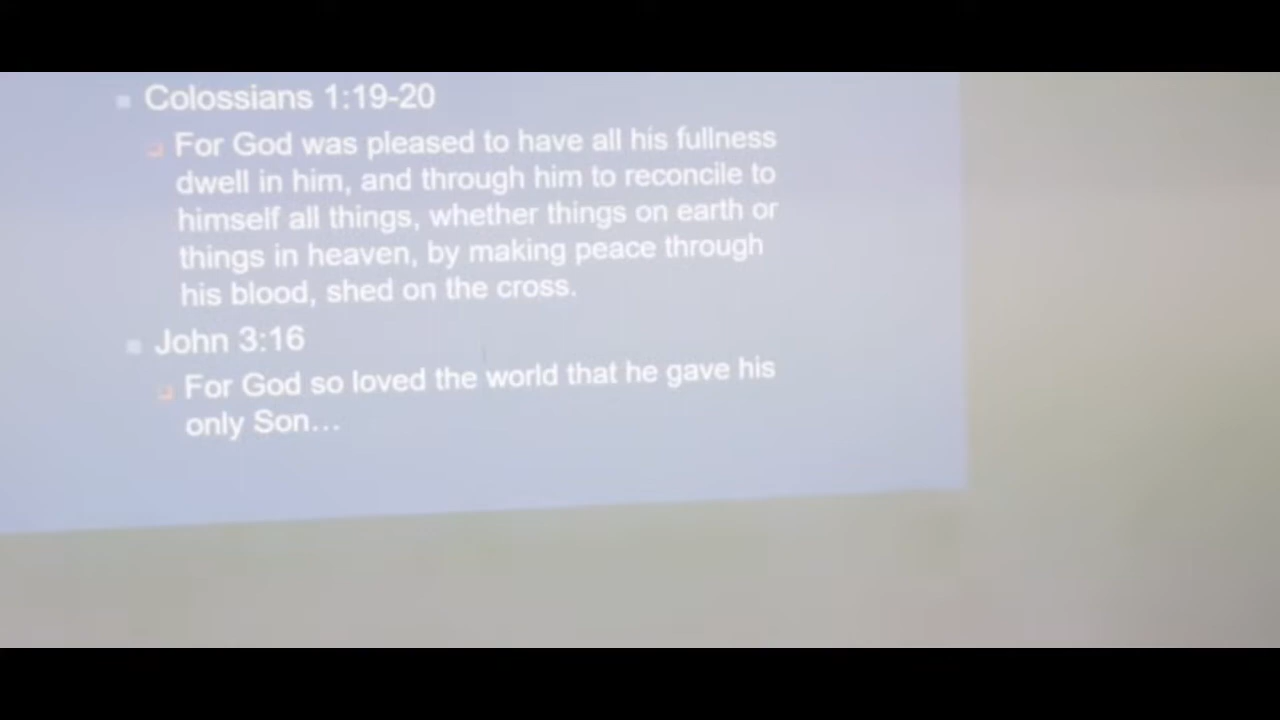 Colossians 1:19-20
For God was pleased to have all his fullness
dwell in him, and through him to reconcile to
himself all things, whether things on earth or
things in heaven, by making peace through
his blood, shed on the cross.
John 3:16
For God so loved the world that he gave his
only Son...